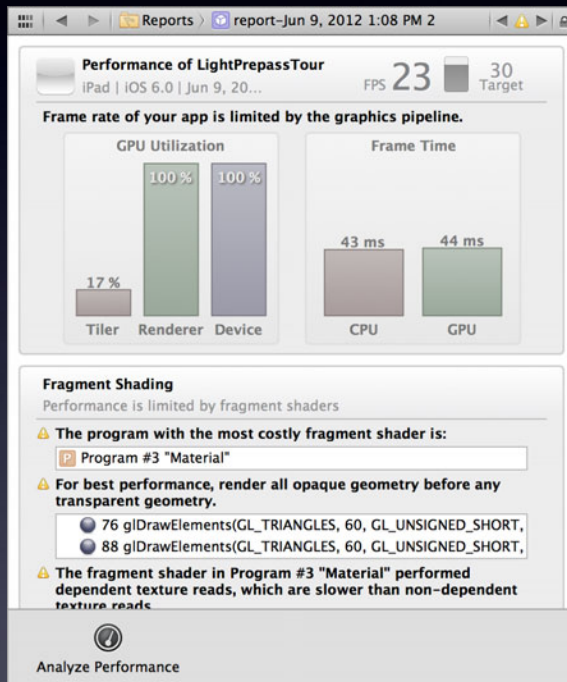 Reports
report-Jun 9, 2012 1:08 PM 2
Performance of LightPrepassTour
iPad | iOS 6.0 | Jun 9, 20...
FPS 23
30
Target
Frame rate of your app is limited by the graphics pipeline.
GPU Utilization
17 %
100 %
100 %
Tiler Renderer Device
Frame Time
43 ms
44 ms
CPU GPU
Fragment Shading
Performance is limited by fragment shaders
The program with the most costly fragment shader is:
P Program #3 "Material"
For best performance, render all opaque geometry before any
transparent geometry.
76 glDrawElements(GL_TRIANGLES, 60, GL_UNSIGNED_SHORT,
88 glDrawElements(GL_TRIANGLES, 60, GL_UNSIGNED_SHORT,
The fragment shader in Program #3 "Material" performed
dependent texture reads, which are slower than non-dependent
texture reads
Analyze Performance